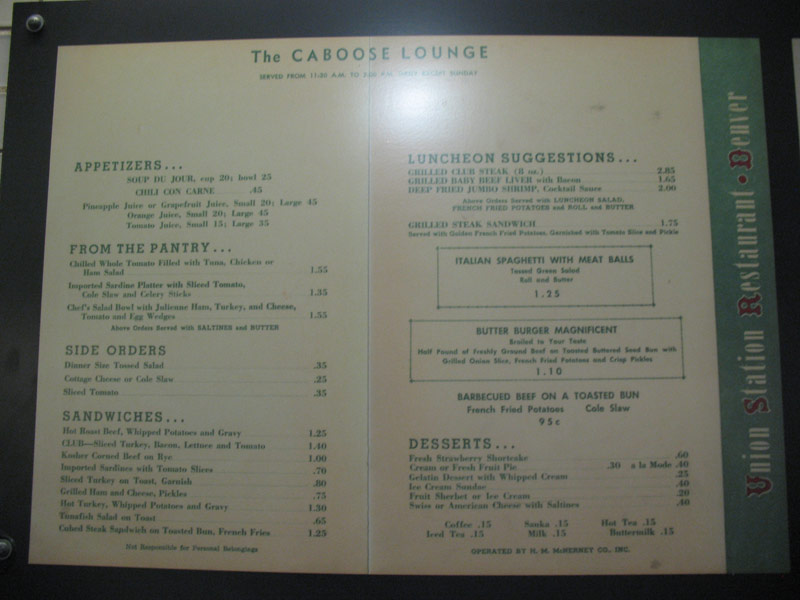 The CABOOSE LOUNGE
SERVED FROM 11:30 A.M. TO DAILY EXCEPT SUNDAY
APPETIZERS...
SOUP DU JOUR, cup 20; bowl 25
CHILI CON CARNE .45
Pineapple Juice or Grapefruit Juice, Small 20; Large 45
Orange Juice, Small 20; Large 45
Tomato Juice, Small 15; Large 35
FROM THE PANTRY...
Chilled Whole Tomato Filled with Tuna, Chicken or
Ham Salad 1.55
Imported Sardine Platter with Sliced Tomato,
Cole Slaw and Celery Sticks 1.35
Chef's Salad Bowl with Julienne Ham, Turkey, and Cheese,
Tomato and Egg Wedges 1.55
Above Orders Served with SALTINES and BUTTER
SIDE ORDERS
Dinner Size Tossed Salad .35
Cottage Cheese or Cole Slaw .25
Sliced Tomato .35
SANDWICHES...
Hot Roast Beef, Whipped Potatoes and Gravy 1.25
CLUB—Sliced Turkey, Bacon, Lettuce and Tomato 1.40
Kosher Corned Beef on Rye 1.00
Imported Sardines with Tomato Slices .70
Sliced Turkey on Toast, Garnish .80
Grilled Ham and Cheese, Pickles .75
Hot Turkey, Whipped Potatoes and Gravy 1.30
Tunafish Salad on Toast .65
Cubed Steak Sandwich on Toasted Bun, French Fries 1.25
Not Responsible for Personal Belongings
LUNCHEON SUGGESTIONS...
GRILLED CLUB STEAK (8 oz.) 2.85
GRILLED BABY BEEF LIVER with Bacon 1.65
DEEP FRIED JUMBO SHRIMP, Cocktail Sauce 2.00
Above Orders Served with LUNCHEON SALAD,
FRENCH FRIED POTATOES and ROLL and BUTTER
GRILLED STEAK SANDWICH 1.75
Served with Golden French Fried Potatoes, Garnished with Tomato Slice and Pickle
ITALIAN SPAGHETTI WITH MEAT BALLS
Tossed Green Salad
Roll and Butter
1.25
BUTTER BURGER MAGNIFICENT
Broiled to Your Taste
Half Pound of Freshly Ground Beef on Toasted Buttered Seed Bun with
Grilled Onion Slice, French Fried Potatoes and Crisp Pickles
1.10
BARBECUED BEEF ON A TOASTED BUN
French Fried Potatoes Cole Slaw
95c
DESSERTS...
Fresh Strawberry Shortcake .60
Cream or Fresh Fruit Pie .30 a la Mode .40
Gelatin Dessert with Whipped Cream .25
Ice Cream Sundae .40
Fruit Sherbet or Ice Cream .20
Swiss or American Cheese with Saltines .40
Coffee .15 Sanka .15 Hot Tea .15
Iced Tea .15 Milk .15 Buttermilk .15
OPERATED BY H. M. McNERNEY CO., INC.
Union Station Restaurant • Denver